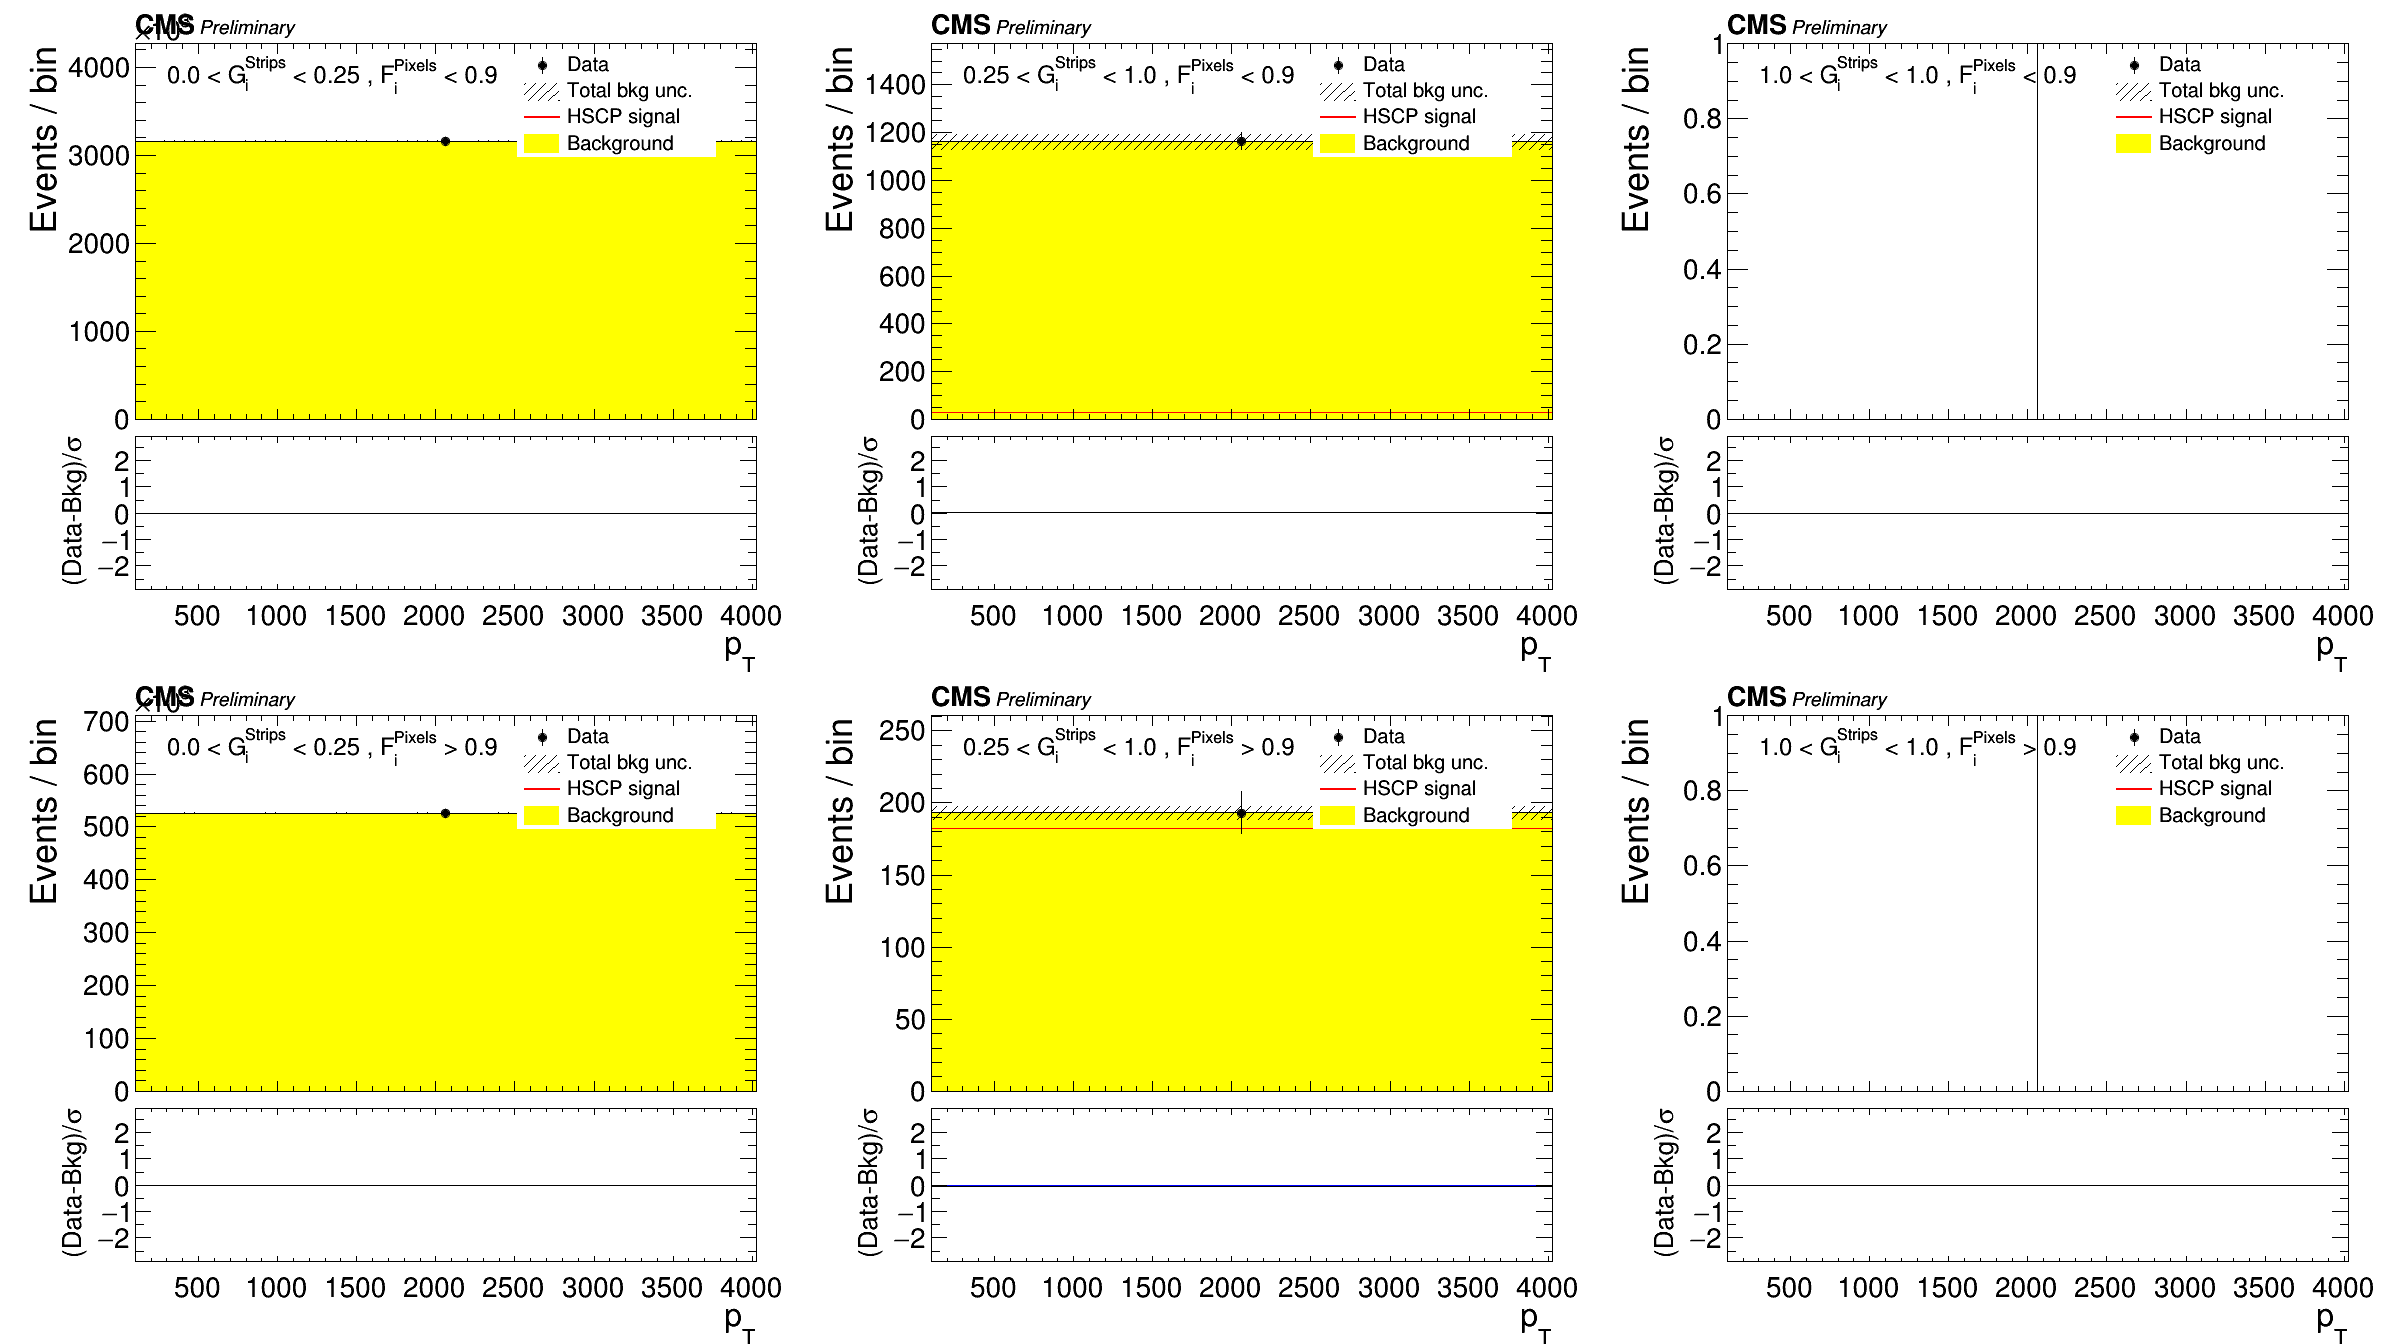 CMS Preliminary
Events / bin
4000
3000
2000
1000
0
0.0 < G_i^Strips < 0.25 , F_i^Pixels < 0.9
Data
Total bkg unc.
HSCP signal
Background
(Data-Bkg)/σ
2
1
0
−1
−2
500 1000 1500 2000 2500 3000 3500 4000
p_T
CMS Preliminary
Events / bin
1400
1200
1000
800
600
400
200
0
0.25 < G_i^Strips < 1.0 , F_i^Pixels < 0.9
Data
Total bkg unc.
HSCP signal
Background
(Data-Bkg)/σ
2
1
0
−1
−2
500 1000 1500 2000 2500 3000 3500 4000
p_T
CMS Preliminary
Events / bin
1
0.8
0.6
0.4
0.2
0
1.0 < G_i^Strips < 1.0 , F_i^Pixels < 0.9
Data
Total bkg unc.
HSCP signal
Background
(Data-Bkg)/σ
2
1
0
−1
−2
500 1000 1500 2000 2500 3000 3500 4000
p_T
CMS Preliminary
Events / bin
700
600
500
400
300
200
100
0
0.0 < G_i^Strips < 0.25 , F_i^Pixels > 0.9
Data
Total bkg unc.
HSCP signal
Background
(Data-Bkg)/σ
2
1
0
−1
−2
500 1000 1500 2000 2500 3000 3500 4000
p_T
CMS Preliminary
Events / bin
250
200
150
100
50
0
0.25 < G_i^Strips < 1.0 , F_i^Pixels > 0.9
Data
Total bkg unc.
HSCP signal
Background
(Data-Bkg)/σ
2
1
0
−1
−2
500 1000 1500 2000 2500 3000 3500 4000
p_T
CMS Preliminary
Events / bin
1
0.8
0.6
0.4
0.2
0
1.0 < G_i^Strips < 1.0 , F_i^Pixels > 0.9
Data
Total bkg unc.
HSCP signal
Background
(Data-Bkg)/σ
2
1
0
−1
−2
500 1000 1500 2000 2500 3000 3500 4000
p_T